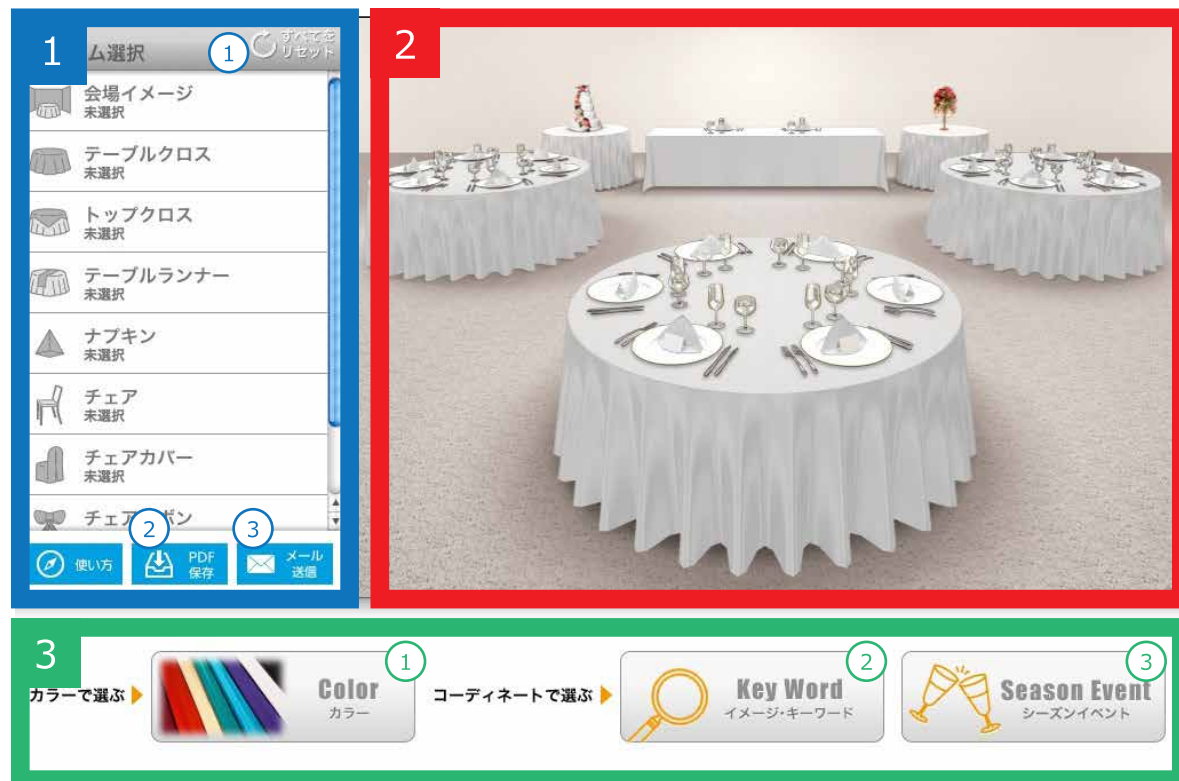 1
ム選択
1
すべてを
リセット
会場イメージ
未選択
テーブルクロス
未選択
トップクロス
未選択
テーブルランナー
未選択
ナプキン
未選択
チェア
未選択
チェアカバー
未選択
2
3
使い方
PDF
保存
メール
送信
2
3
カラーで選ぶ
1
Color
カラー
コーディネートで選ぶ
2
Key Word
イメージ・キーワード
3
Season Event
シーズンイベント